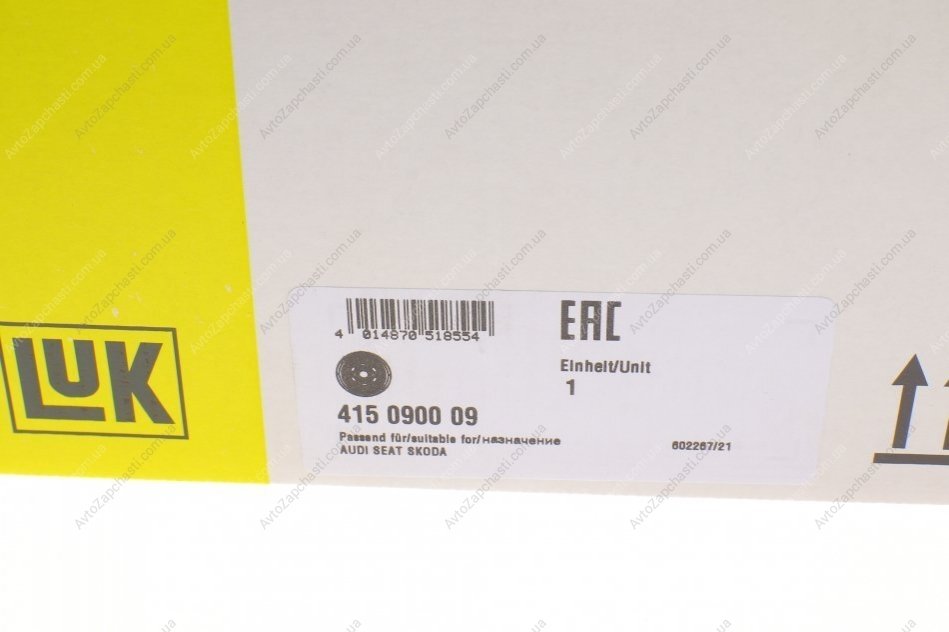 LUK
4 014870 518554
EAC
Einheit/Unit
1
415 0900 09
Passend für/suitable for/назначение
AUDI SEAT SKODA
602267/21
AvtoZapchasti.com.ua